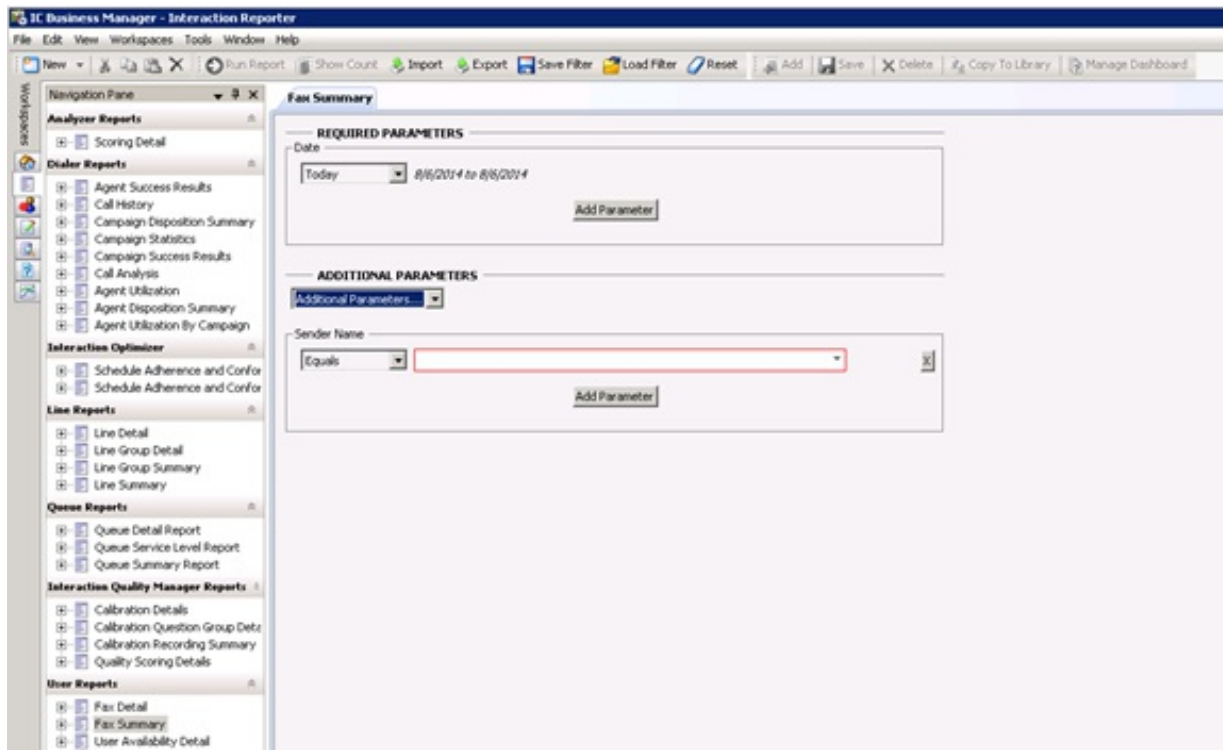 IC Business Manager - Interaction Reporter
File Edit View Workspaces Tools Window Help
New Run Report Show Count Import Export Save Filter Load Filter Reset Add Save Delete Copy To Library Manage Dashboard
Workspaces
Navigation Pane
Analyzer Reports
Scoring Detail
Dialer Reports
Agent Success Results
Call History
Campaign Disposition Summary
Campaign Statistics
Campaign Success Results
Call Analysis
Agent Utilization
Agent Disposition Summary
Agent Utilization By Campaign
Interaction Optimizer
Schedule Adherence and Confor
Schedule Adherence and Confor
Line Reports
Line Detail
Line Group Detail
Line Group Summary
Line Summary
Queue Reports
Queue Detail Report
Queue Service Level Report
Queue Summary Report
Interaction Quality Manager Reports
Calibration Details
Calibration Question Group Deta
Calibration Recording Summary
Quality Scoring Details
User Reports
Fax Detail
Fax Summary
User Availability Detail
Fax Summary
REQUIRED PARAMETERS
Date
Today 8/6/2014 to 8/6/2014
Add Parameter
ADDITIONAL PARAMETERS
Additional Parameters...
Sender Name
Equals X
Add Parameter